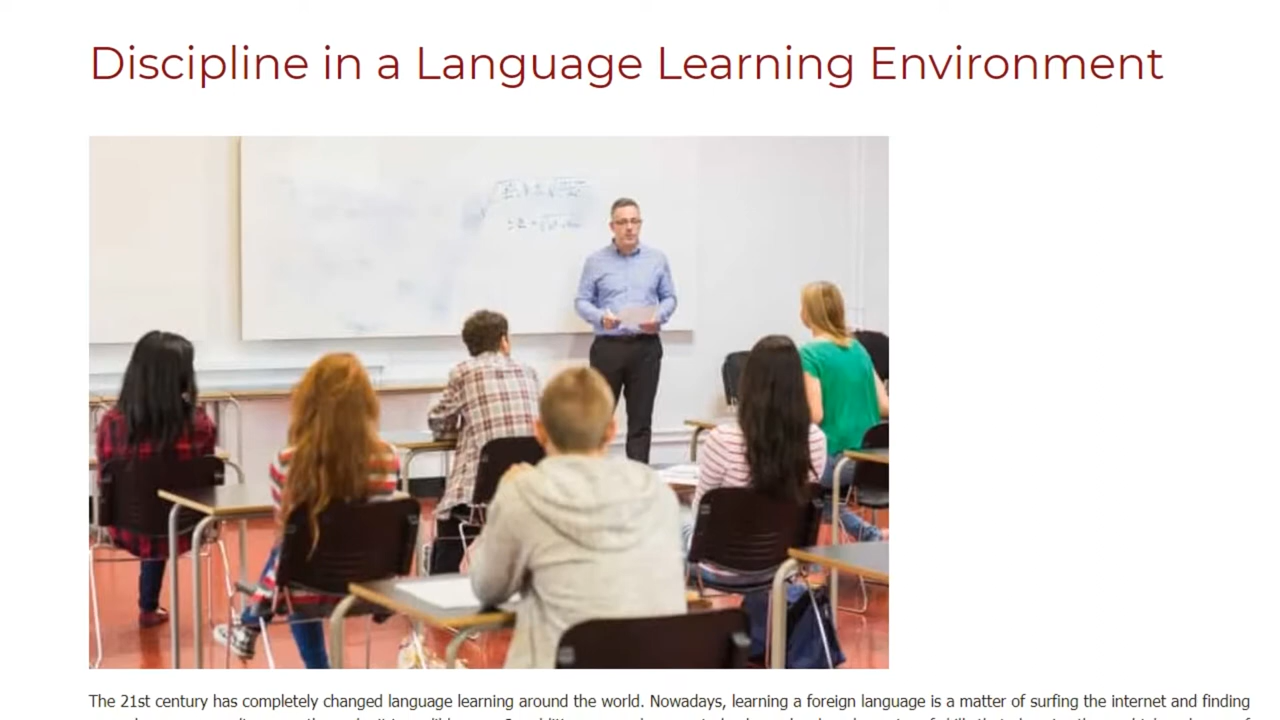 Discipline in a Language Learning Environment
The 21st century has completely changed language learning around the world. Nowadays, learning a foreign language is a matter of surfing the internet and finding